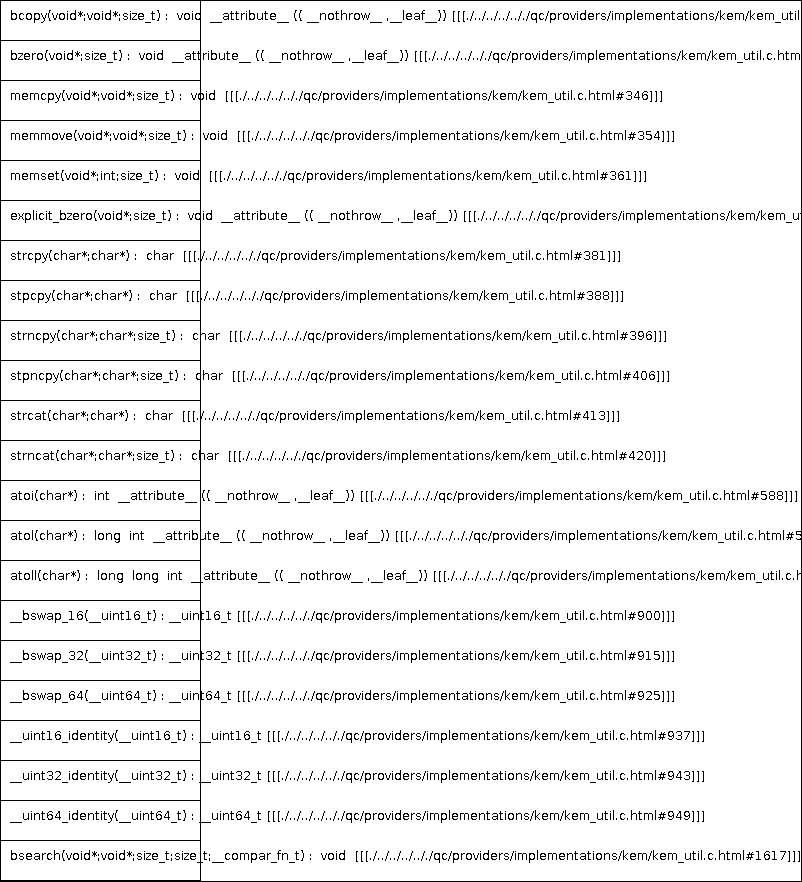 bcopy(void*;void*;size_t) : void __attribute__ (( __nothrow__ ,__leaf__)) [[[./../../../../qc/providers/implementations/kem/kem_util
bzero(void*;size_t) : void __attribute__ (( __nothrow__ ,__leaf__)) [[[./../../../././qc/providers/implementations/kem/kem_util.c.htm
memcpy(void*;void*;size_t) : void [[[./../../../././qc/providers/implementations/kem/kem_util.c.html#346]]]
memmove(void*;void*;size_t) : void [[[./../../../././qc/providers/implementations/kem/kem_util.c.html#354]]]
memset(void*;int;size_t) : void [[[./../../../././qc/providers/implementations/kem/kem_util.c.html#361]]]
explicit_bzero(void*;size_t) : void __attribute__ (( __nothrow__ ,__leaf__)) [[[./../../../././qc/providers/implementations/kem/kem_u
strcpy(char*;char*) : char [[[./../../../././qc/providers/implementations/kem/kem_util.c.html#381]]]
stpcpy(char*;char*) : char [[[./../../../././qc/providers/implementations/kem/kem_util.c.html#388]]]
strncpy(char*;char*;size_t) : char [[[./../../../././qc/providers/implementations/kem/kem_util.c.html#396]]]
stpncpy(char*;char*;size_t) : char [[[./../../../././qc/providers/implementations/kem/kem_util.c.html#406]]]
strcat(char*;char*) : char [[[./../../../././qc/providers/implementations/kem/kem_util.c.html#413]]]
strncat(char*;char*;size_t) : char [[[./../../../././qc/providers/implementations/kem/kem_util.c.html#420]]]
atoi(char*) : int __attribute__ (( __nothrow__ ,__leaf__)) [[[./../../../././qc/providers/implementations/kem/kem_util.c.html#588]]]
atol(char*) : long int __attribute__ (( __nothrow__ ,__leaf__)) [[[./../../../././qc/providers/implementations/kem/kem_util.c.html#5
atoll(char*) : long long int __attribute__ (( __nothrow__ ,__leaf__)) [[[./../../../././qc/providers/implementations/kem/kem_util.c.h
__bswap_16(__uint16_t) : __uint16_t [[[./../../../././qc/providers/implementations/kem/kem_util.c.html#900]]]
__bswap_32(__uint32_t) : __uint32_t [[[./../../../././qc/providers/implementations/kem/kem_util.c.html#915]]]
__bswap_64(__uint64_t) : __uint64_t [[[./../../../././qc/providers/implementations/kem/kem_util.c.html#925]]]
__uint16_identity(__uint16_t) : __uint16_t [[[./../../../././qc/providers/implementations/kem/kem_util.c.html#937]]]
__uint32_identity(__uint32_t) : __uint32_t [[[./../../../././qc/providers/implementations/kem/kem_util.c.html#943]]]
__uint64_identity(__uint64_t) : __uint64_t [[[./../../../././qc/providers/implementations/kem/kem_util.c.html#949]]]
bsearch(void*;void*;size_t;size_t;__compar_fn_t) : void [[[./../../../././qc/providers/implementations/kem/kem_util.c.html#1617]]]